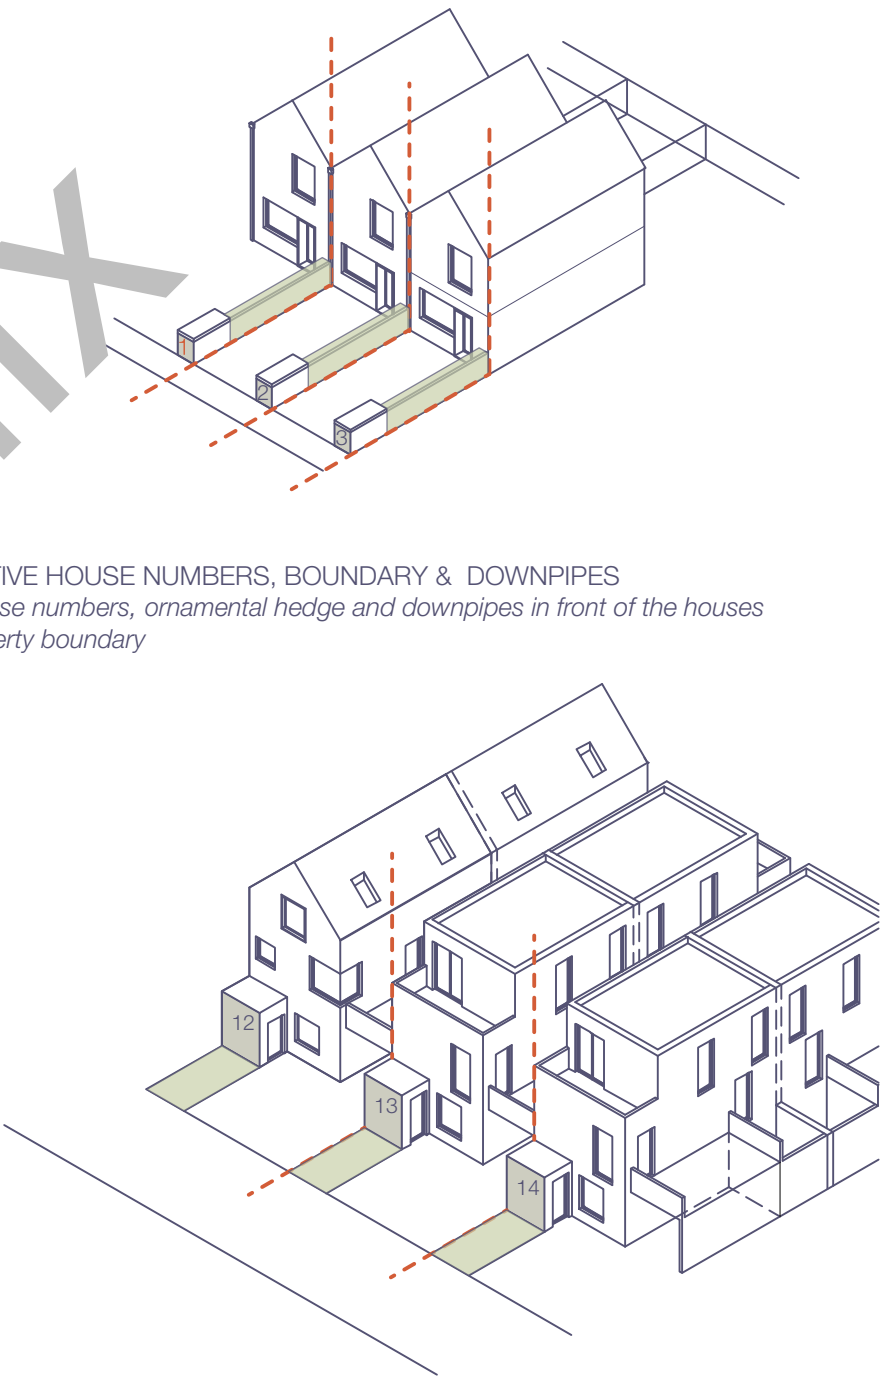 1
2
3
TIVE HOUSE NUMBERS, BOUNDARY & DOWNPIPES
se numbers, ornamental hedge and downpipes in front of the houses
erty boundary
12
13
14